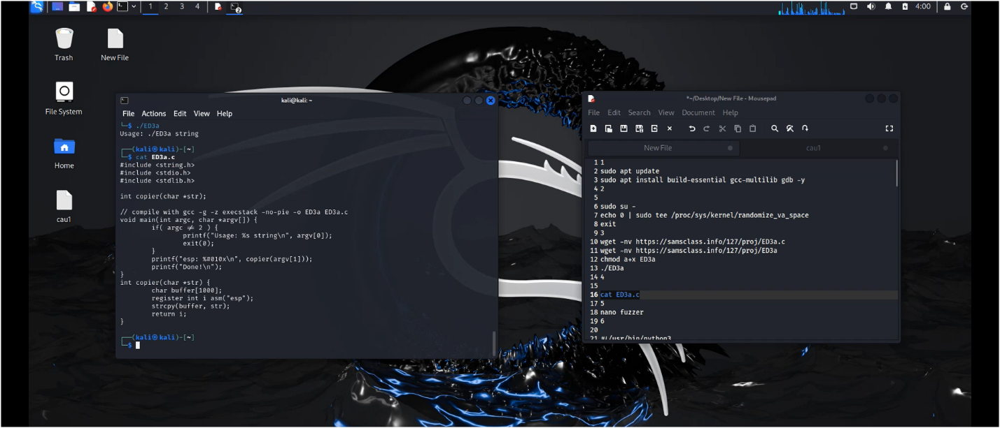 1 2 3 4
2
4:00
Trash
New File
File System
Home
cau1
kali@kali: ~
File Actions Edit View Help
└─$ ./ED3a
Usage: ./ED3a string
┌──(kali㉿kali)-[~]
└─$ cat ED3a.c
#include <string.h>
#include <stdio.h>
#include <stdlib.h>
int copier(char *str);
// compile with gcc -g -z execstack -no-pie -o ED3a ED3a.c
void main(int argc, char *argv[]) {
if( argc ≠ 2 ) {
printf("Usage: %s string\n", argv[0]);
exit(0);
}
printf("esp: %#010x\n", copier(argv[1]));
printf("Done!\n");
}
int copier(char *str) {
char buffer[1000];
register int i asm("esp");
strcpy(buffer, str);
return i;
}
┌──(kali㉿kali)-[~]
└─$
*~/Desktop/New File - Mousepad
File Edit Search View Document Help
New File
cau1
1 1
2 sudo apt update
3 sudo apt install build-essential gcc-multilib gdb -y
4 2
5
6 sudo su -
7 echo 0 | sudo tee /proc/sys/kernel/randomize_va_space
8 exit
9 3
10 wget -nv https://samsclass.info/127/proj/ED3a.c
11 wget -nv https://samsclass.info/127/proj/ED3a
12 chmod a+x ED3a
13 ./ED3a
14 4
15
16 cat ED3a.c
17 5
18 nano fuzzer
19 6
20
21 #!/usr/bin/python3